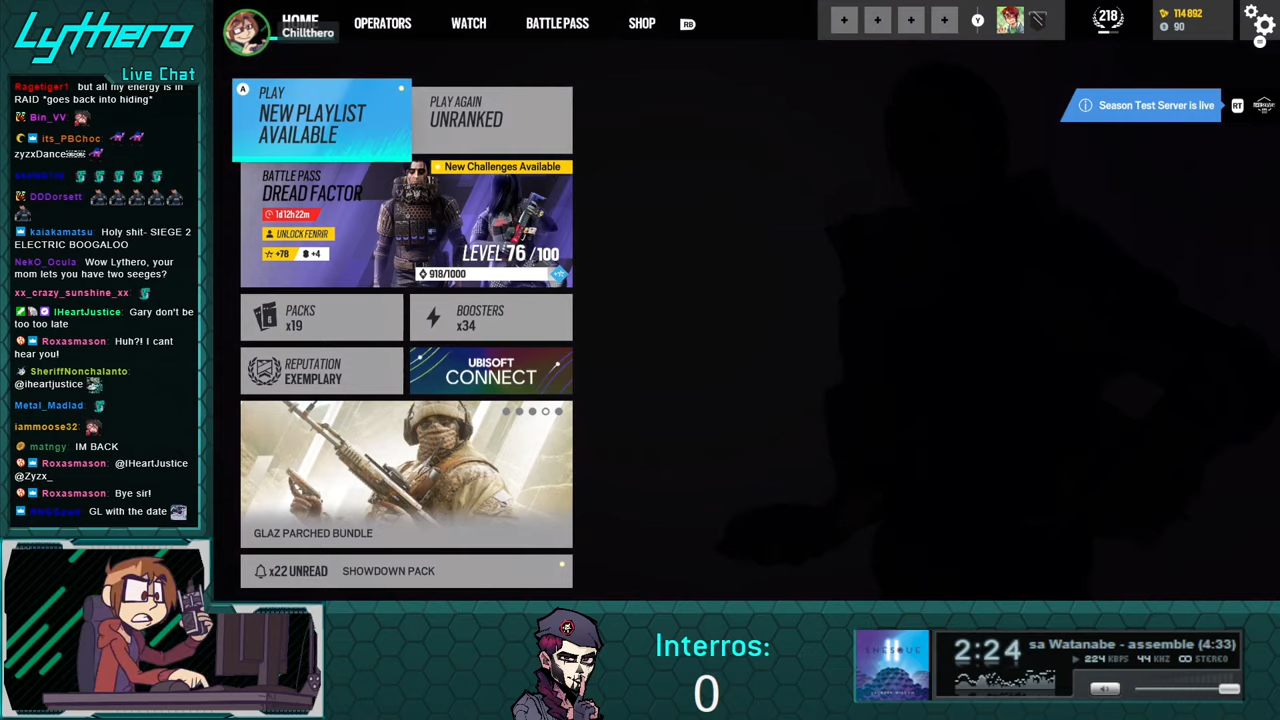 Lythero
Live Chat
Ragetiger1 but all my energy is in
RAID *goes back into hiding*
Bin_VV:
its_PBChoc:
zyzxDance
DDDorsett
kaiakamatsu: Holy shit- SIEGE 2
ELECTRIC BOOGALOO
NekO_Ocula: Wow Lythero, your
mom lets you have two seeges?
xx_crazy_sunshine_xx:
IHeartJustice: Gary don't be
too too late
Roxasmason: Huh?! I cant
hear you!
SheriffNonchalanto:
@iheartjustice
Metal_Madlad:
iammoose32:
matngy: IM BACK
Roxasmason: @IHeartJustice
@Zyzx_
Roxasmason: Bye sir!
GL with the date
HOME
Chillthero
OPERATORS
WATCH
BATTLE PASS
SHOP
RB
Y
218
114 892
90
A
PLAY
NEW PLAYLIST
AVAILABLE
PLAY AGAIN
UNRANKED
Season Test Server is live
RT
New Challenges Available
BATTLE PASS
DREAD FACTOR
1d12h22m
UNLOCK FENRIR
+78
+4
LEVEL 76 /100
918/1000
PACKS
x19
BOOSTERS
x34
REPUTATION
EXEMPLARY
UBISOFT
CONNECT
GLAZ PARCHED BUNDLE
x22 UNREAD SHOWDOWN PACK
Interros:
0
2:24
sa Watanabe - assemble (4:33)
224 KBPS 44 KHZ STEREO